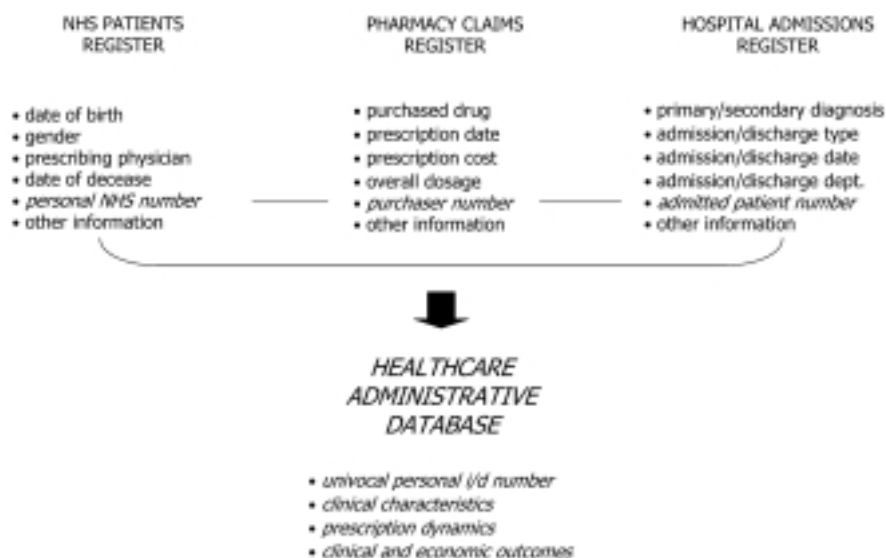 NHS PATIENTS
REGISTER
• date of birth
• gender
• prescribing physician
• date of decease
• personal NHS number
• other information
PHARMACY CLAIMS
REGISTER
• purchased drug
• prescription date
• prescription cost
• overall dosage
• purchaser number
• other information
HOSPITAL ADMISSIONS
REGISTER
• primary/secondary diagnosis
• admission/discharge type
• admission/discharge date
• admission/discharge dept.
• admitted patient number
• other information
HEALTHCARE
ADMINISTRATIVE
DATABASE
• univocal personal i/d number
• clinical characteristics
• prescription dynamics
• clinical and economic outcomes